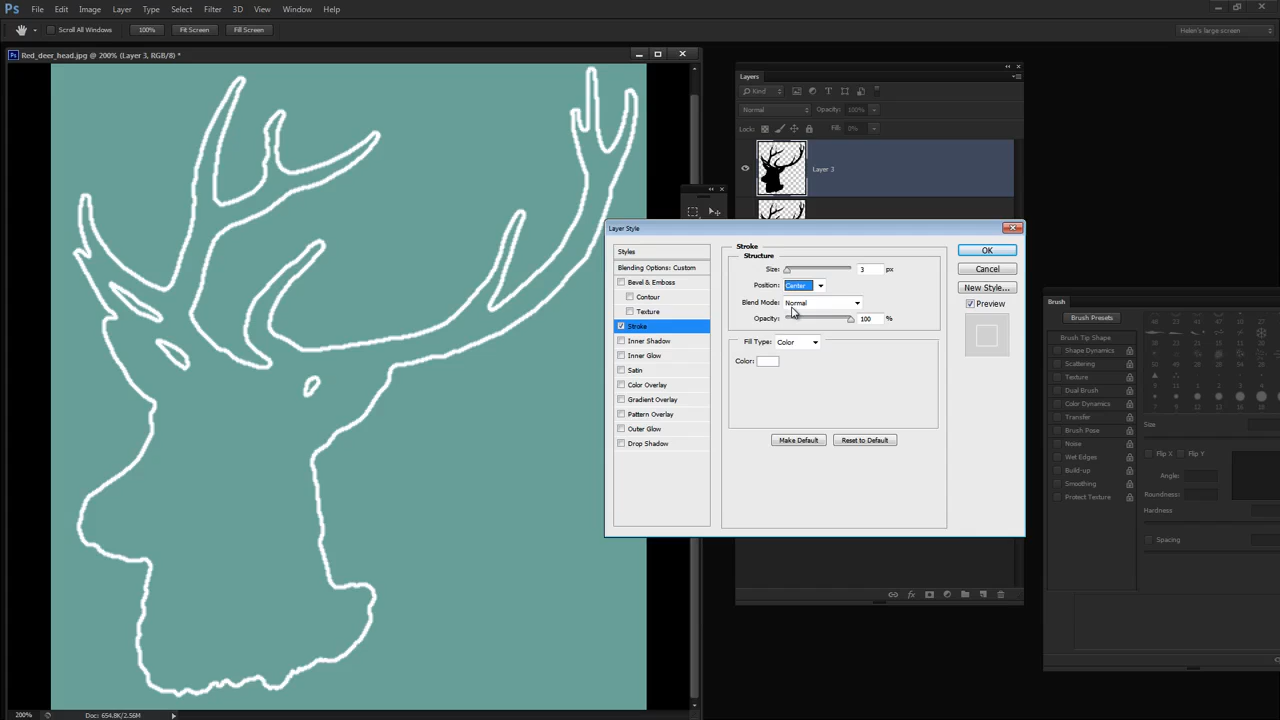 Ps File Edit Image Layer Type Select Filter 3D View Window Help
Scroll All Windows 100% Fit Screen Fill Screen Helen's large screen
Ps Red_deer_head.jpg @ 200% (Layer 3, RGB/8) *
Layers
Kind T
Normal Opacity: 100%
Lock: Fill: 0%
Layer 3
Layer Style
Styles
Blending Options: Custom
Bevel & Emboss
Contour
Texture
Stroke
Inner Shadow
Inner Glow
Satin
Color Overlay
Gradient Overlay
Pattern Overlay
Outer Glow
Drop Shadow
Stroke
Structure
Size: 3 px
Position: Center
Blend Mode: Normal
Opacity: 100 %
Fill Type: Color
Color:
Make Default Reset to Default
OK
Cancel
New Style...
Preview
fx
Brush
Brush Presets
Brush Tip Shape
Shape Dynamics
Scattering
Texture
Dual Brush
Color Dynamics
Transfer
Brush Pose
Noise
Wet Edges
Build-up
Smoothing
Protect Texture
Size
Flip X Flip Y
Angle:
Roundness:
Hardness
Spacing
200% Doc: 654.8K/2.56M